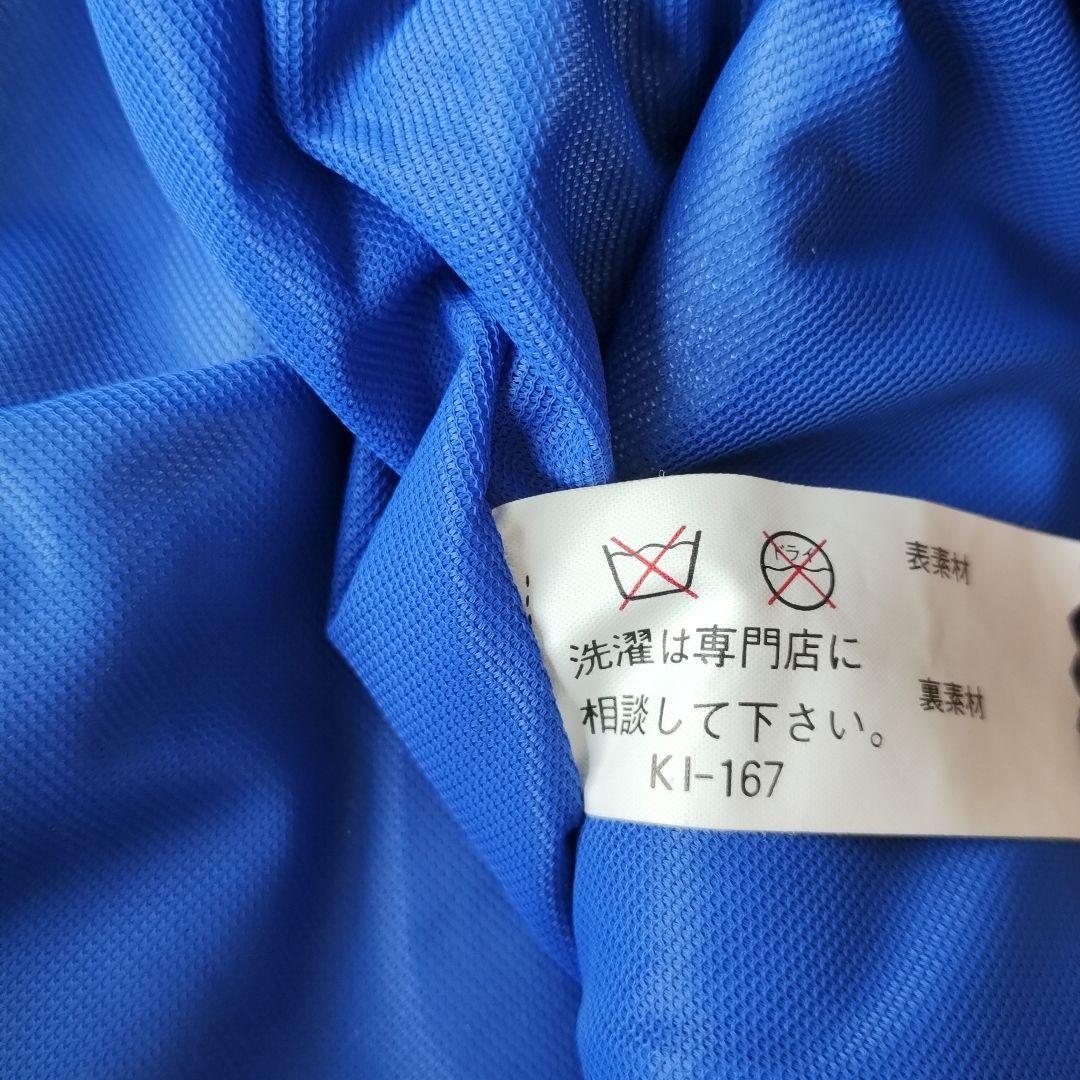 ドライ
洗濯は専門店に
相談して下さい。
KI-167
表素材
裏素材